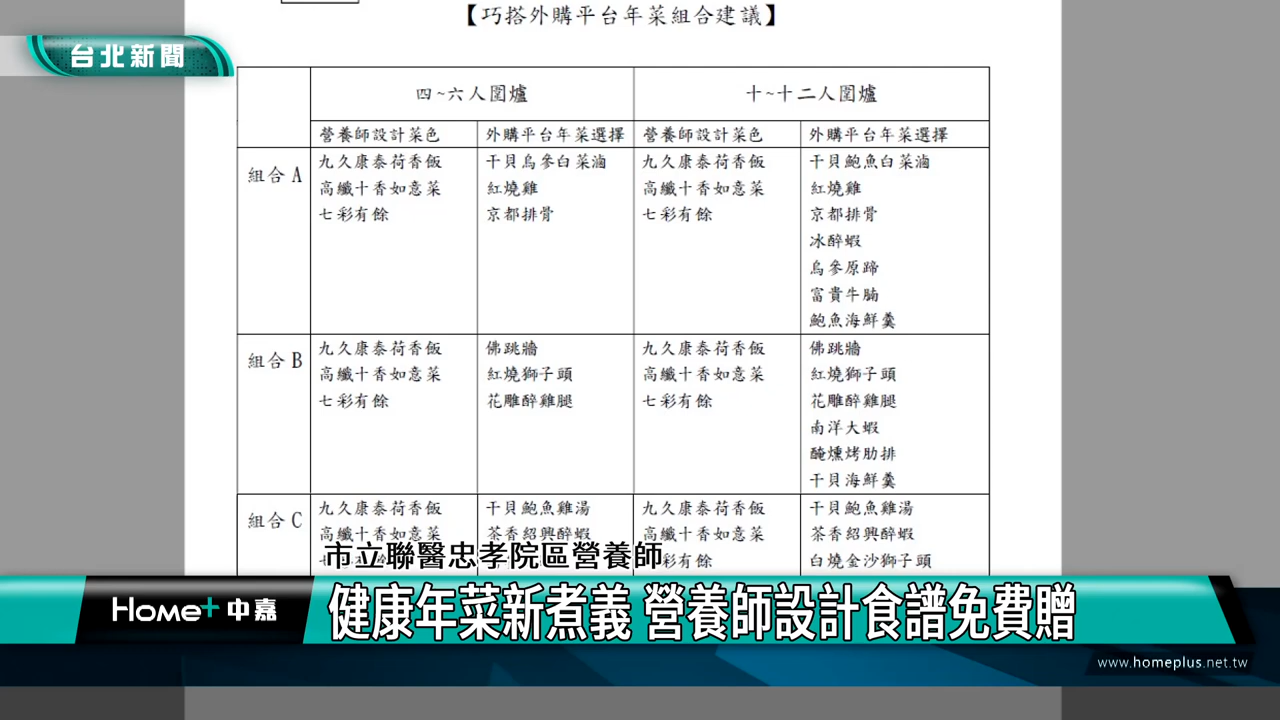 【巧搭外購平台年菜組合建議】
台北新聞
四~六人圍爐
十~十二人圍爐
營養師設計菜色
外購平台年菜選擇
營養師設計菜色
外購平台年菜選擇
組合 A
九久康泰荷香飯
高纖十香如意菜
七彩有餘
干貝烏參白菜滷
紅燒雞
京都排骨
九久康泰荷香飯
高纖十香如意菜
七彩有餘
干貝鮑魚白菜滷
紅燒雞
京都排骨
冰醉蝦
烏參原蹄
富貴牛腩
鮑魚海鮮羹
組合 B
九久康泰荷香飯
高纖十香如意菜
七彩有餘
佛跳牆
紅燒獅子頭
花雕醉雞腿
九久康泰荷香飯
高纖十香如意菜
七彩有餘
佛跳牆
紅燒獅子頭
花雕醉雞腿
南洋大蝦
醃燻烤肋排
干貝海鮮羹
組合 C
九久康泰荷香飯
高纖十香如意菜
干貝鮑魚雞湯
茶香紹興醉蝦
九久康泰荷香飯
高纖十香如意菜
彩有餘
干貝鮑魚雞湯
茶香紹興醉蝦
白燒金沙獅子頭
市立聯醫忠孝院區營養師
Home+中嘉
健康年菜新煮義 營養師設計食譜免費贈
www.homeplus.net.tw